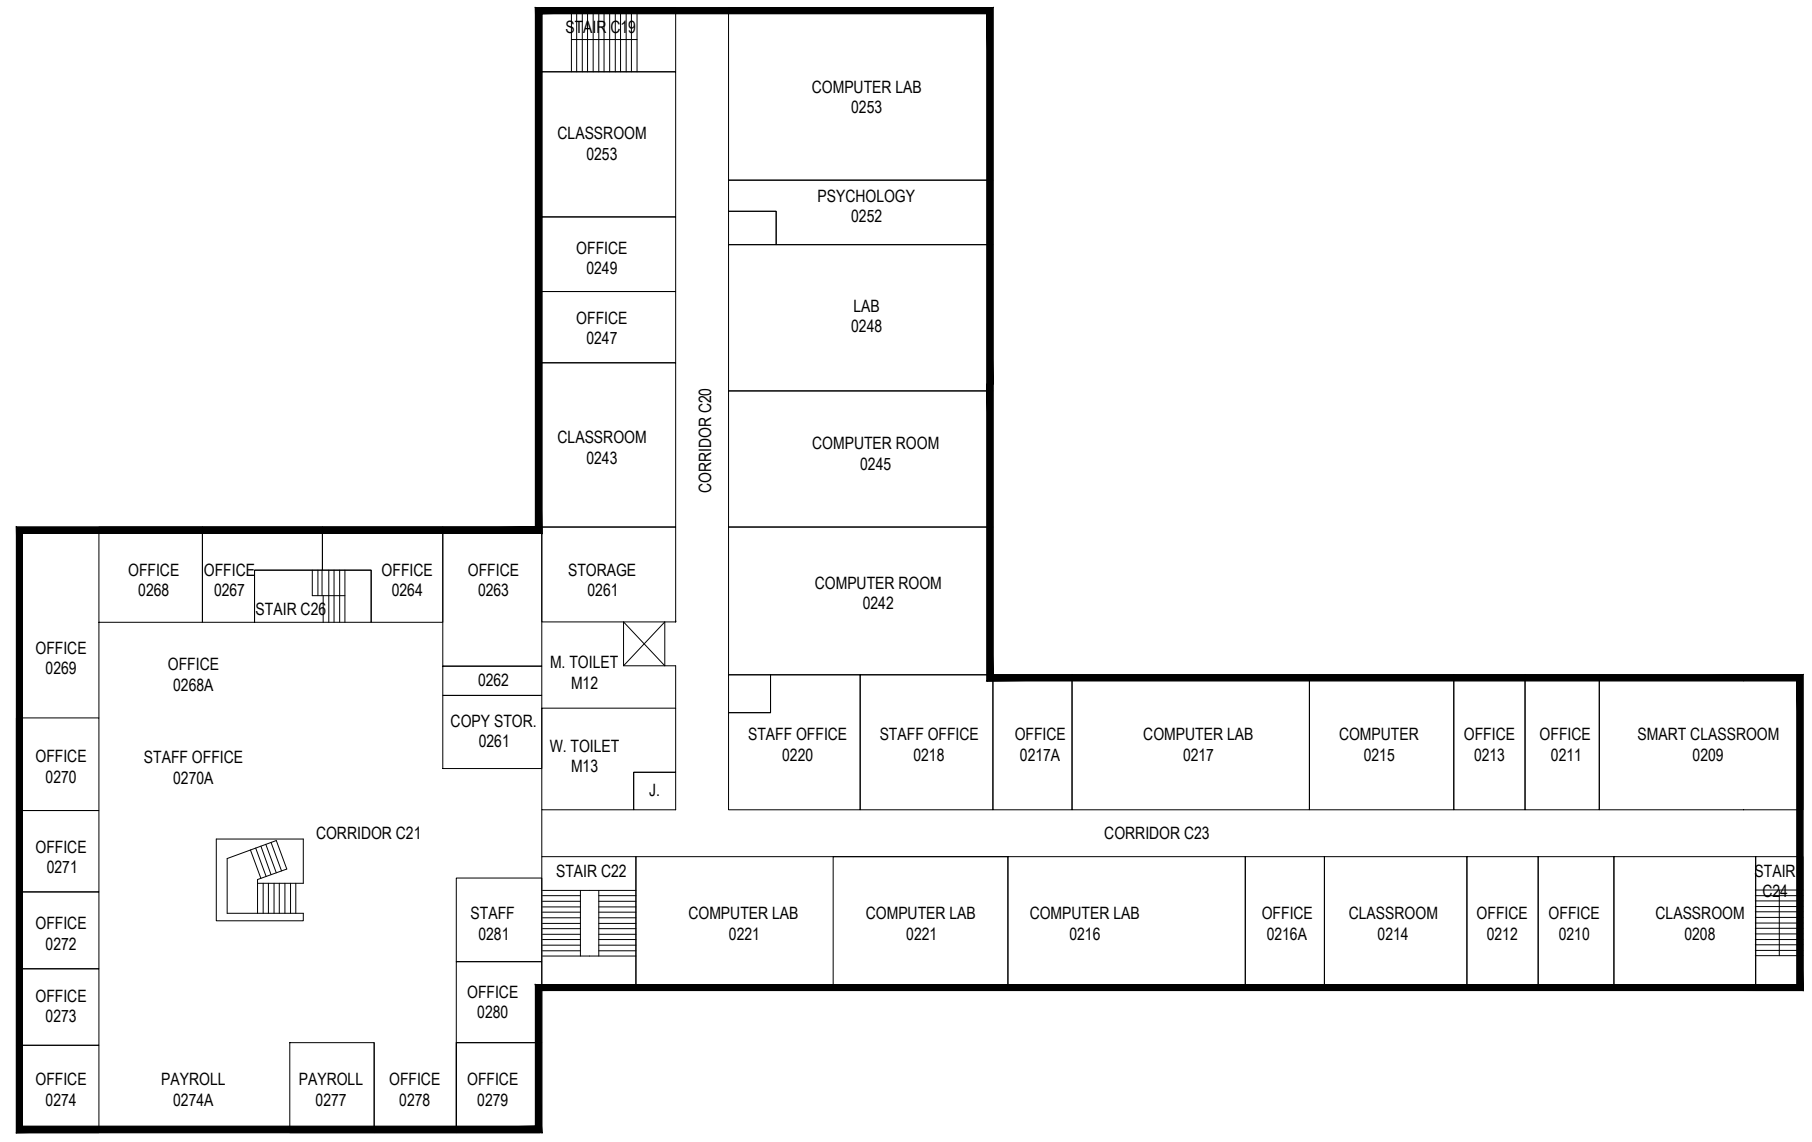 STAIR C19
COMPUTER LAB
0253
CLASSROOM
0253
PSYCHOLOGY
0252
OFFICE
0249
LAB
0248
OFFICE
0247
CORRIDOR C20
CLASSROOM
0243
COMPUTER ROOM
0245
OFFICE
0268
OFFICE
0267
STAIR C26
OFFICE
0264
OFFICE
0263
STORAGE
0261
COMPUTER ROOM
0242
OFFICE
0269
OFFICE
0268A
0262
M. TOILET
M12
COPY STOR.
0261
W. TOILET
M13
J.
STAFF OFFICE
0220
STAFF OFFICE
0218
OFFICE
0217A
COMPUTER LAB
0217
COMPUTER
0215
OFFICE
0213
OFFICE
0211
SMART CLASSROOM
0209
OFFICE
0270
STAFF OFFICE
0270A
OFFICE
0271
CORRIDOR C21
CORRIDOR C23
STAIR C22
STAIR
C24
OFFICE
0272
STAFF
0281
COMPUTER LAB
0221
COMPUTER LAB
0221
COMPUTER LAB
0216
OFFICE
0216A
CLASSROOM
0214
OFFICE
0212
OFFICE
0210
CLASSROOM
0208
OFFICE
0273
OFFICE
0280
OFFICE
0274
PAYROLL
0274A
PAYROLL
0277
OFFICE
0278
OFFICE
0279